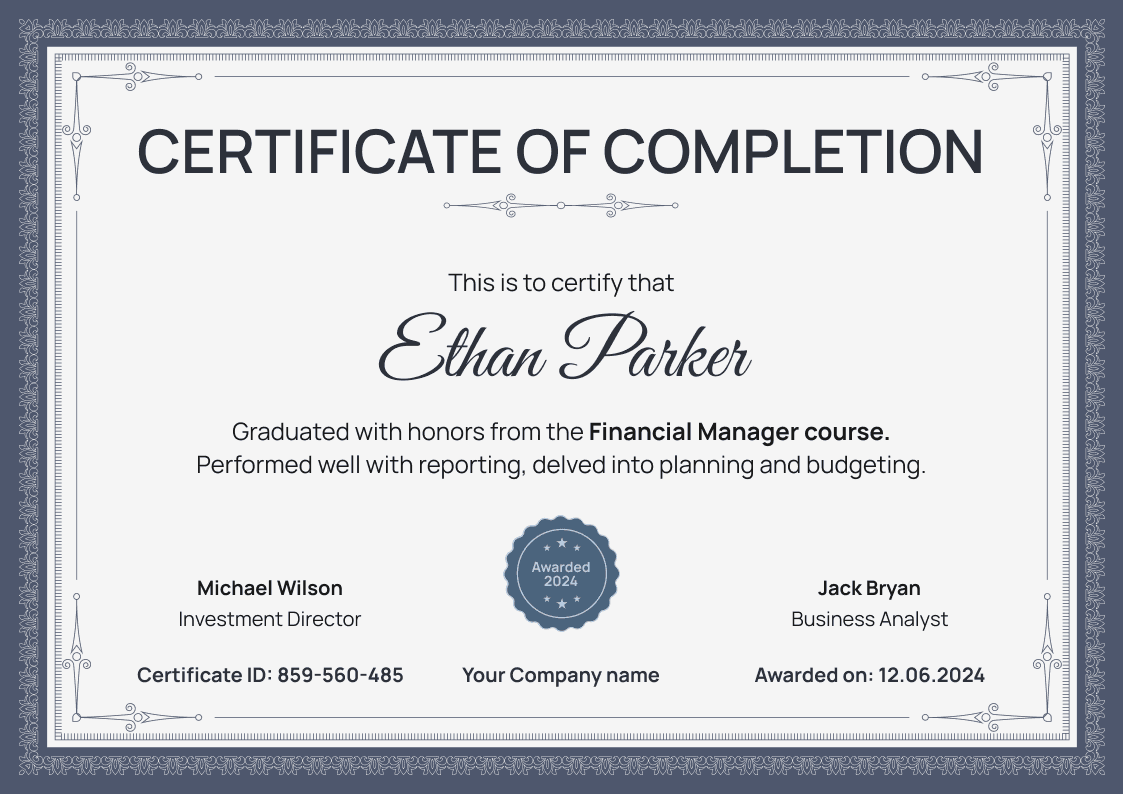 CERTIFICATE OF COMPLETION
This is to certify that
Ethan Parker
Graduated with honors from the Financial Manager course.
Performed well with reporting, delved into planning and budgeting.
Awarded
2024
Michael Wilson
Investment Director
Jack Bryan
Business Analyst
Certificate ID: 859-560-485
Your Company name
Awarded on: 12.06.2024